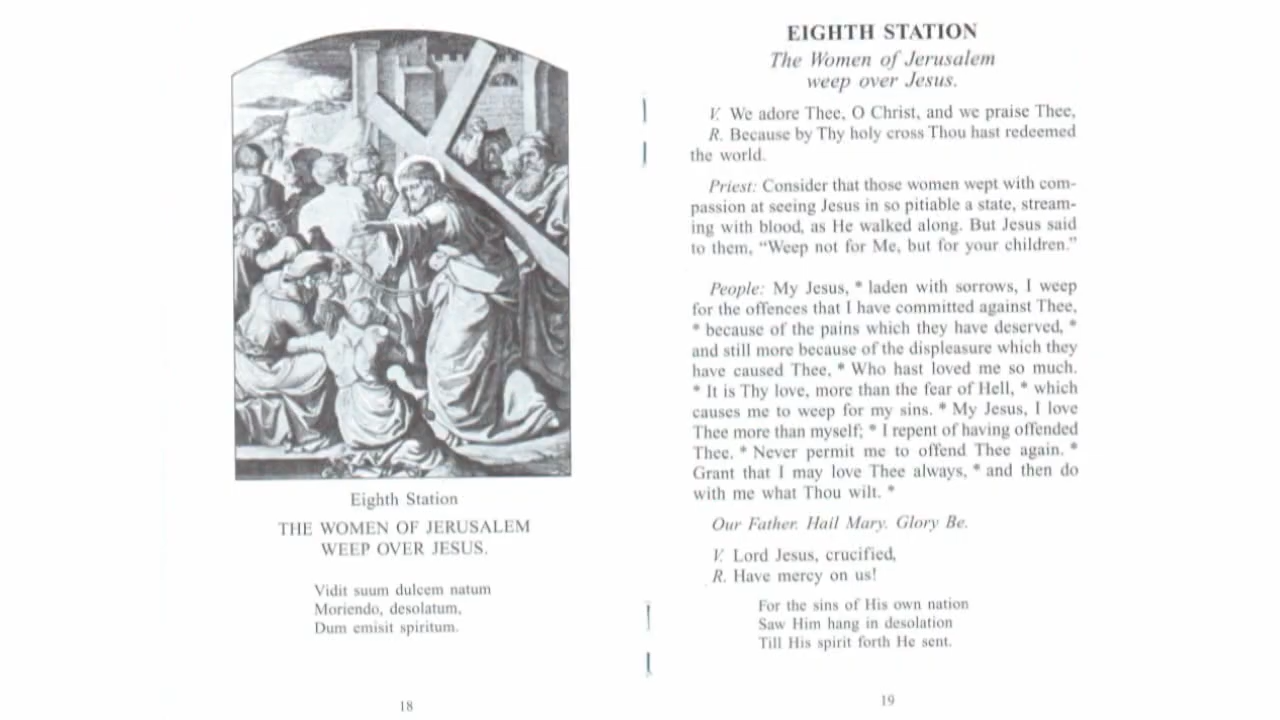 Eighth Station
THE WOMEN OF JERUSALEM
WEEP OVER JESUS.
Vidit suum dulcem natum
Moriendo, desolatum,
Dum emisit spiritum.
18
EIGHTH STATION
The Women of Jerusalem
weep over Jesus.
V. We adore Thee, O Christ, and we praise Thee,
R. Because by Thy holy cross Thou hast redeemed
the world.
Priest: Consider that those women wept with com-
passion at seeing Jesus in so pitiable a state, stream-
ing with blood, as He walked along. But Jesus said
to them, “Weep not for Me, but for your children.”
People: My Jesus, * laden with sorrows, I weep
for the offences that I have committed against Thee,
* because of the pains which they have deserved, *
and still more because of the displeasure which they
have caused Thee, * Who hast loved me so much.
* It is Thy love, more than the fear of Hell, * which
causes me to weep for my sins. * My Jesus, I love
Thee more than myself; * I repent of having offended
Thee. * Never permit me to offend Thee again. *
Grant that I may love Thee always, * and then do
with me what Thou wilt. *
Our Father. Hail Mary. Glory Be.
V. Lord Jesus, crucified,
R. Have mercy on us!
For the sins of His own nation
Saw Him hang in desolation
Till His spirit forth He sent.
19